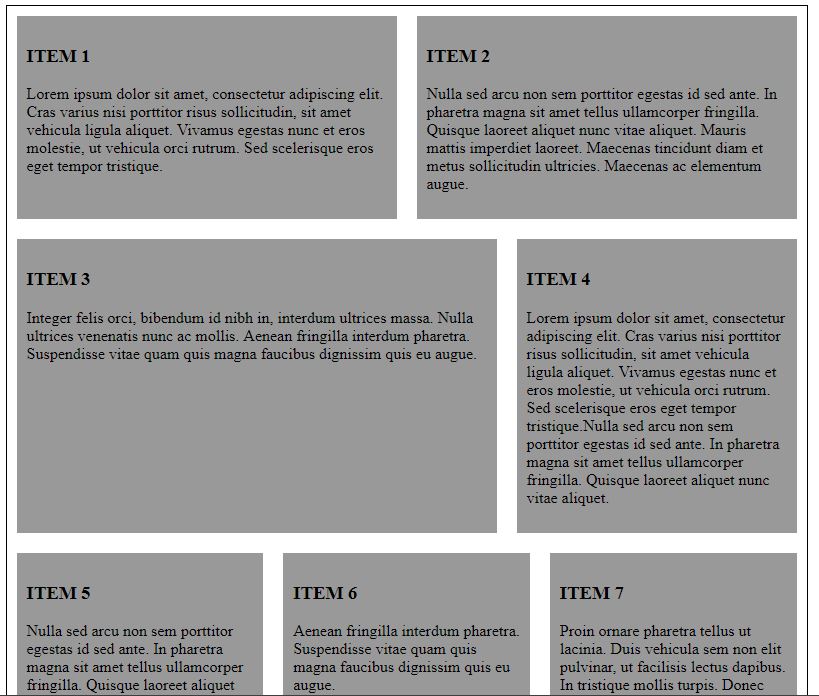 ITEM 1
Lorem ipsum dolor sit amet, consectetur adipiscing elit.
Cras varius nisi porttitor risus sollicitudin, sit amet
vehicula ligula aliquet. Vivamus egestas nunc et eros
molestie, ut vehicula orci rutrum. Sed scelerisque eros
eget tempor tristique.
ITEM 2
Nulla sed arcu non sem porttitor egestas id sed ante. In
pharetra magna sit amet tellus ullamcorper fringilla.
Quisque laoreet aliquet nunc vitae aliquet. Mauris
mattis imperdiet laoreet. Maecenas tincidunt diam et
metus sollicitudin ultricies. Maecenas ac elementum
augue.
ITEM 3
Integer felis orci, bibendum id nibh in, interdum ultrices massa. Nulla
ultrices venenatis nunc ac mollis. Aenean fringilla interdum pharetra.
Suspendisse vitae quam quis magna faucibus dignissim quis eu augue.
ITEM 4
Lorem ipsum dolor sit amet, consectetur
adipiscing elit. Cras varius nisi porttitor
risus sollicitudin, sit amet vehicula
ligula aliquet. Vivamus egestas nunc et
eros molestie, ut vehicula orci rutrum.
Sed scelerisque eros eget tempor
tristique.Nulla sed arcu non sem
porttitor egestas id sed ante. In pharetra
magna sit amet tellus ullamcorper
fringilla. Quisque laoreet aliquet nunc
vitae aliquet.
ITEM 5
Nulla sed arcu non sem porttitor
egestas id sed ante. In pharetra
magna sit amet tellus ullamcorper
fringilla. Quisque laoreet aliquet
ITEM 6
Aenean fringilla interdum pharetra.
Suspendisse vitae quam quis
magna faucibus dignissim quis eu
augue.
ITEM 7
Proin ornare pharetra tellus ut
lacinia. Duis vehicula sem non elit
pulvinar, ut facilisis lectus dapibus.
In tristique mollis turpis. Donec